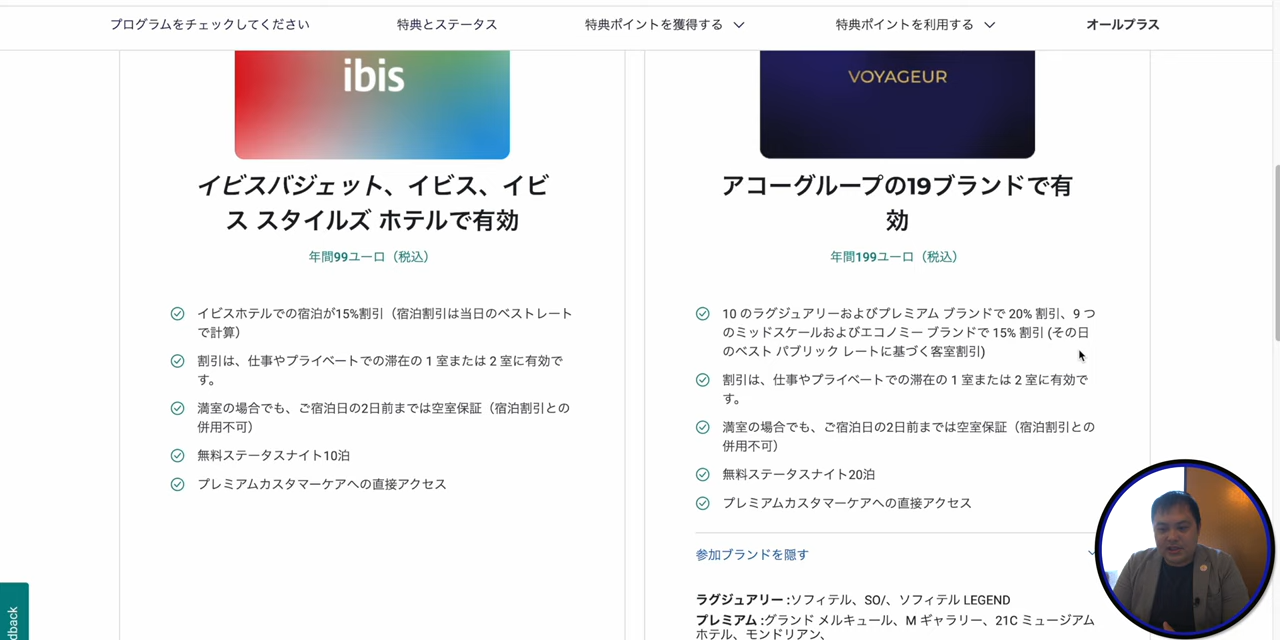 プログラムをチェックしてください
特典とステータス
特典ポイントを獲得する
特典ポイントを利用する
オールプラス
ibis
イビスバジェット、イビス、イビ
ス スタイルズ ホテルで有効
年間99ユーロ（税込）
イビスホテルでの宿泊が15%割引（宿泊割引は当日のベストレート
で計算）
割引は、仕事やプライベートでの滞在の 1 室または 2 室に有効で
す。
満室の場合でも、ご宿泊日の2日前までは空室保証（宿泊割引との
併用不可）
無料ステータスナイト10泊
プレミアムカスタマーケアへの直接アクセス
VOYAGEUR
アコーグループの19ブランドで有
効
年間199ユーロ（税込）
10 のラグジュアリーおよびプレミアム ブランドで 20% 割引、9 つ
のミッドスケールおよびエコノミー ブランドで 15% 割引 (その日
のベスト パブリック レートに基づく客室割引)
割引は、仕事やプライベートでの滞在の 1 室または 2 室に有効で
す。
満室の場合でも、ご宿泊日の2日前までは空室保証（宿泊割引との
併用不可）
無料ステータスナイト20泊
プレミアムカスタマーケアへの直接アクセス
参加ブランドを隠す
ラグジュアリー :ソフィテル、SO/、ソフィテル LEGEND
プレミアム :グランド メルキュール、M ギャラリー、21C ミュージアム
ホテル、モンドリアン、
dback